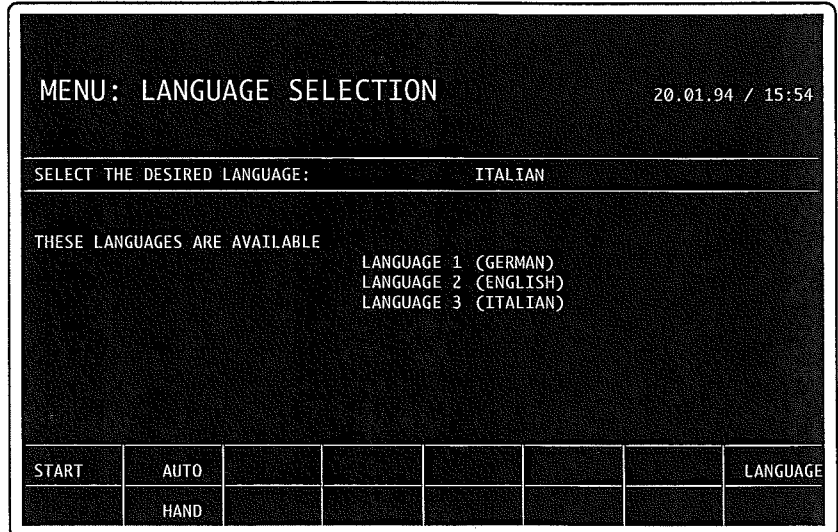 MENU: LANGUAGE SELECTION 20.01.94 / 15:54
SELECT THE DESIRED LANGUAGE: ITALIAN
THESE LANGUAGES ARE AVAILABLE
LANGUAGE 1 (GERMAN)
LANGUAGE 2 (ENGLISH)
LANGUAGE 3 (ITALIAN)
START AUTO LANGUAGE
HAND